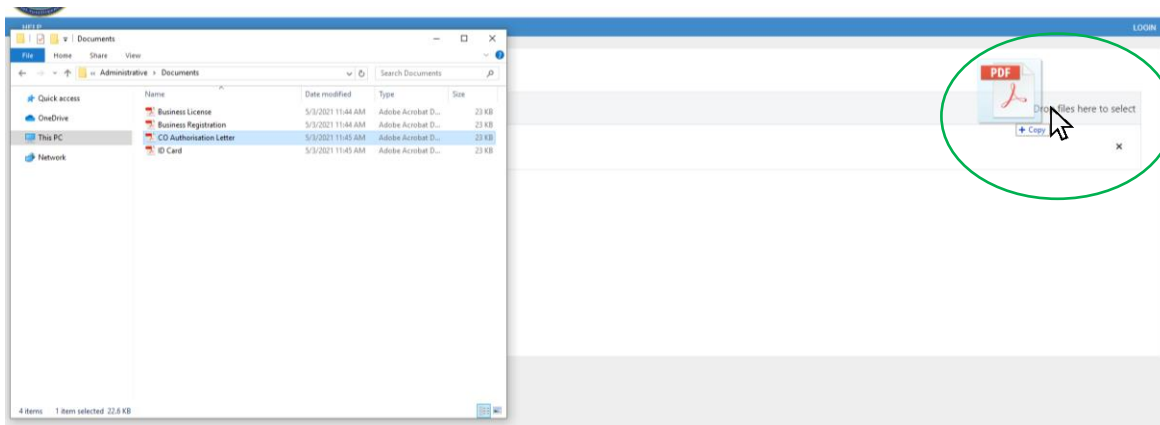 HELP
LOGIN
Documents
File Home Share View
« Administrative › Documents
Search Documents
Name Date modified Type Size
Quick access
OneDrive
This PC
Network
Business License 5/3/2021 11:44 AM Adobe Acrobat D... 23 KB
Business Registration 5/3/2021 11:44 AM Adobe Acrobat D... 23 KB
CO Authorisation Letter 5/3/2021 11:45 AM Adobe Acrobat D... 23 KB
ID Card 5/3/2021 11:45 AM Adobe Acrobat D... 23 KB
PDF
files here to select
+ Copy
4 items 1 item selected 22.6 KB